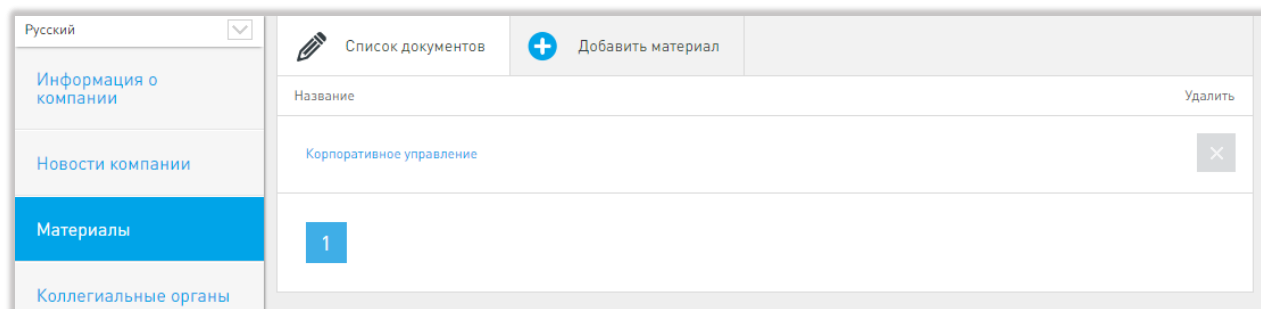 Русский
Информация о
компании
Новости компании
Материалы
Коллегиальные органы
Список документов
Добавить материал
Название
Удалить
Корпоративное управление
1